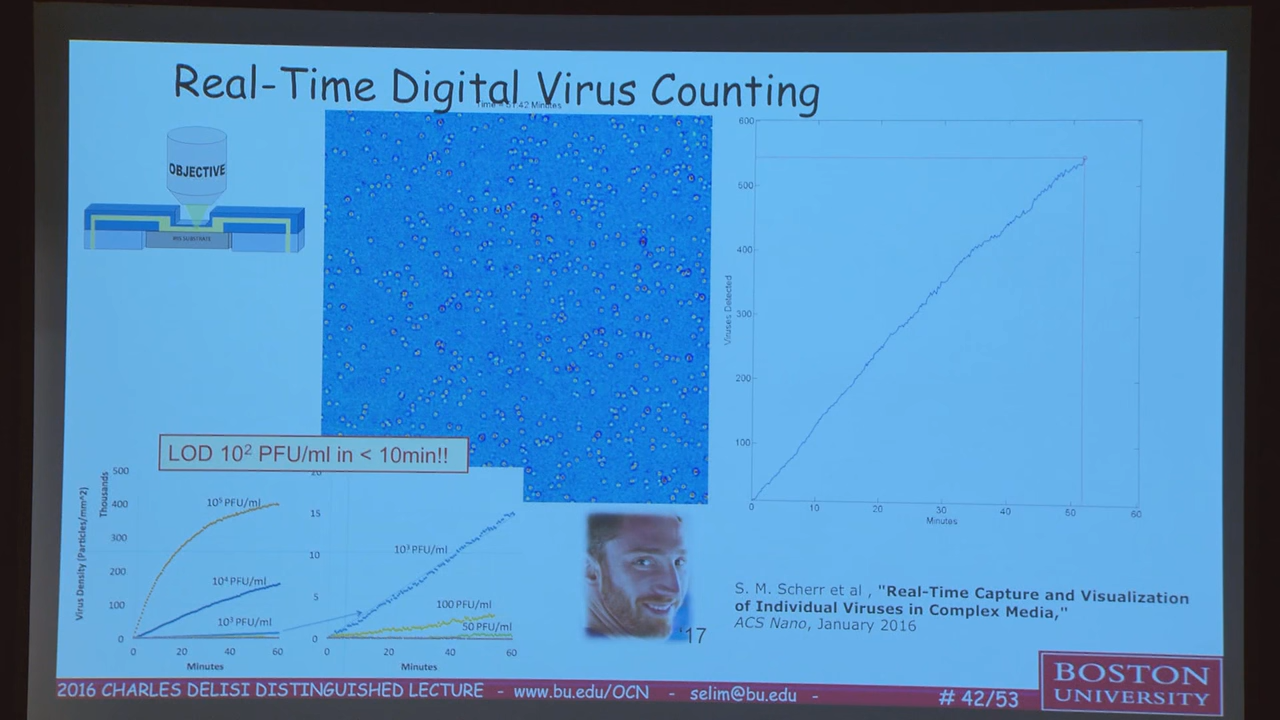 Real-Time Digital Virus Counting
42 Minutes
OBJECTIVE
IRIS SUBSTRATE
600
500
400
300
200
100
Viruses Detected
0
10
20
30
40
50
60
Minutes
LOD 10² PFU/ml in < 10min!!
Virus Density (Particles/mm^2)
Thousands
500
400
300
200
100
0
10⁵ PFU/ml
10⁴ PFU/ml
10³ PFU/ml
0
20
40
60
Minutes
15
10
5
0
10³ PFU/ml
100 PFU/ml
50 PFU/ml
0
20
40
60
Minutes
'17
S. M. Scherr et al , "Real-Time Capture and Visualization
of Individual Viruses in Complex Media,"
ACS Nano, January 2016
2016 CHARLES DELISI DISTINGUISHED LECTURE - www.bu.edu/OCN - selim@bu.edu -
# 42/53
BOSTON
UNIVERSITY